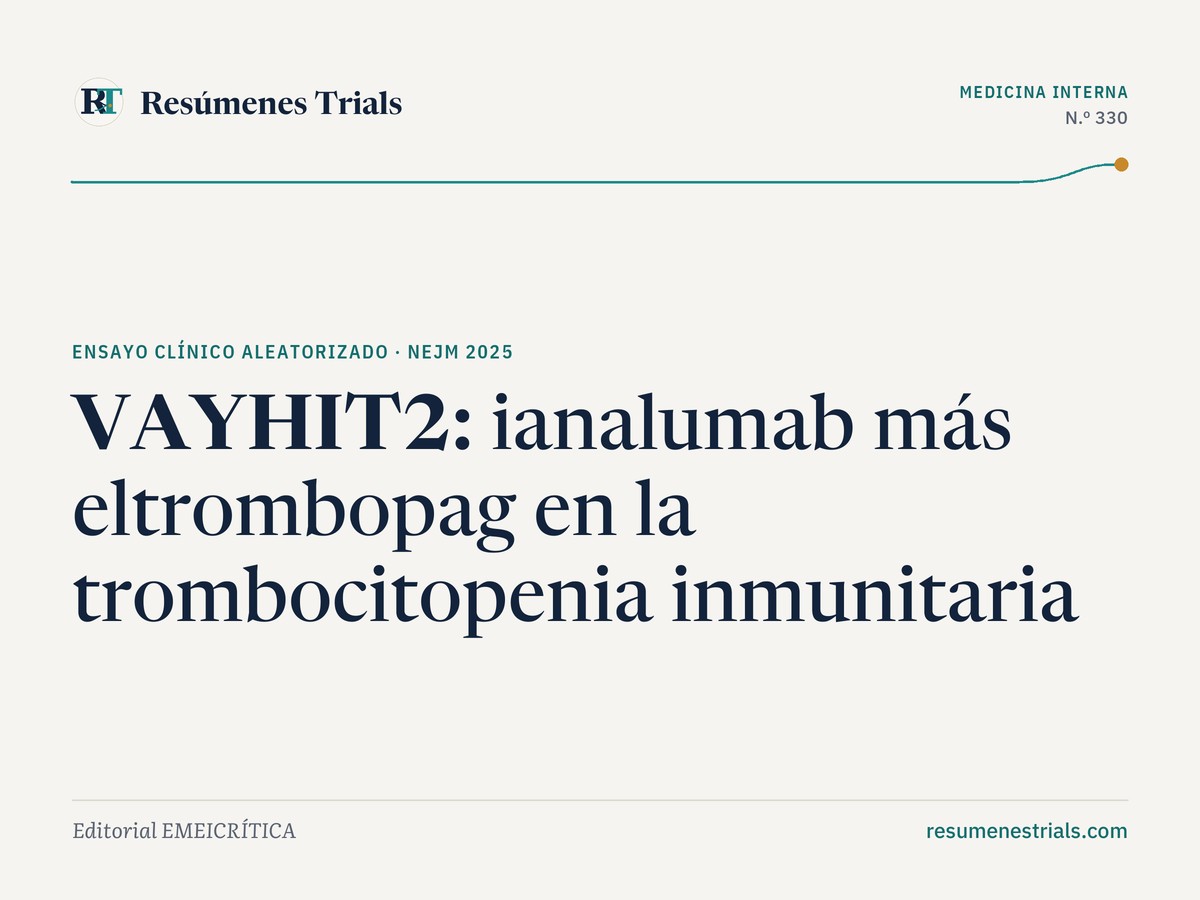 RT Resúmenes Trials
MEDICINA INTERNA
N.º 330
ENSAYO CLÍNICO ALEATORIZADO · NEJM 2025
VAYHIT2: ianalumab más
eltrombopag en la
trombocitopenia inmunitaria
Editorial EMEICRÍTICA
resumenestrials.com